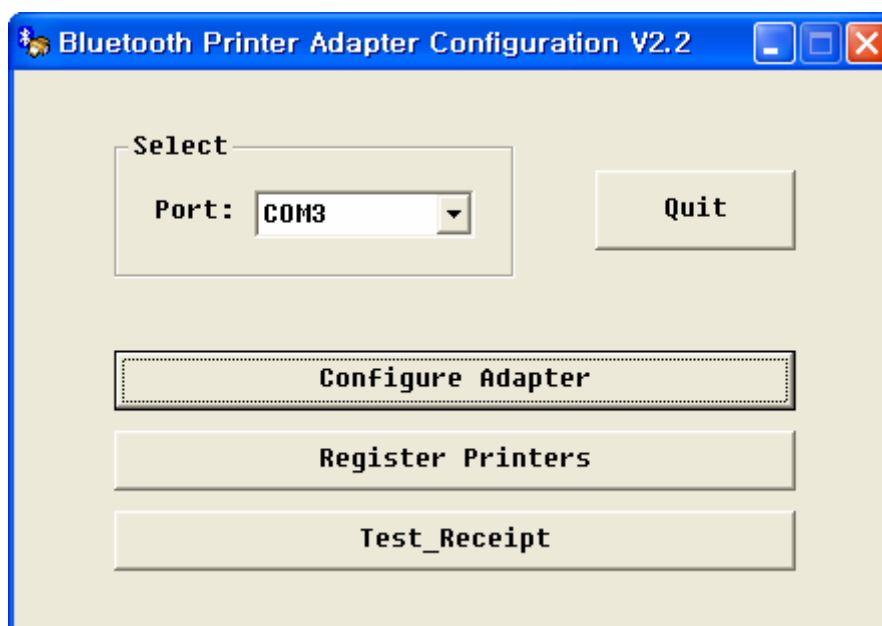 Bluetooth Printer Adapter Configuration V2.2
Select
Port: COM3
Quit
Configure Adapter
Register Printers
Test_Receipt